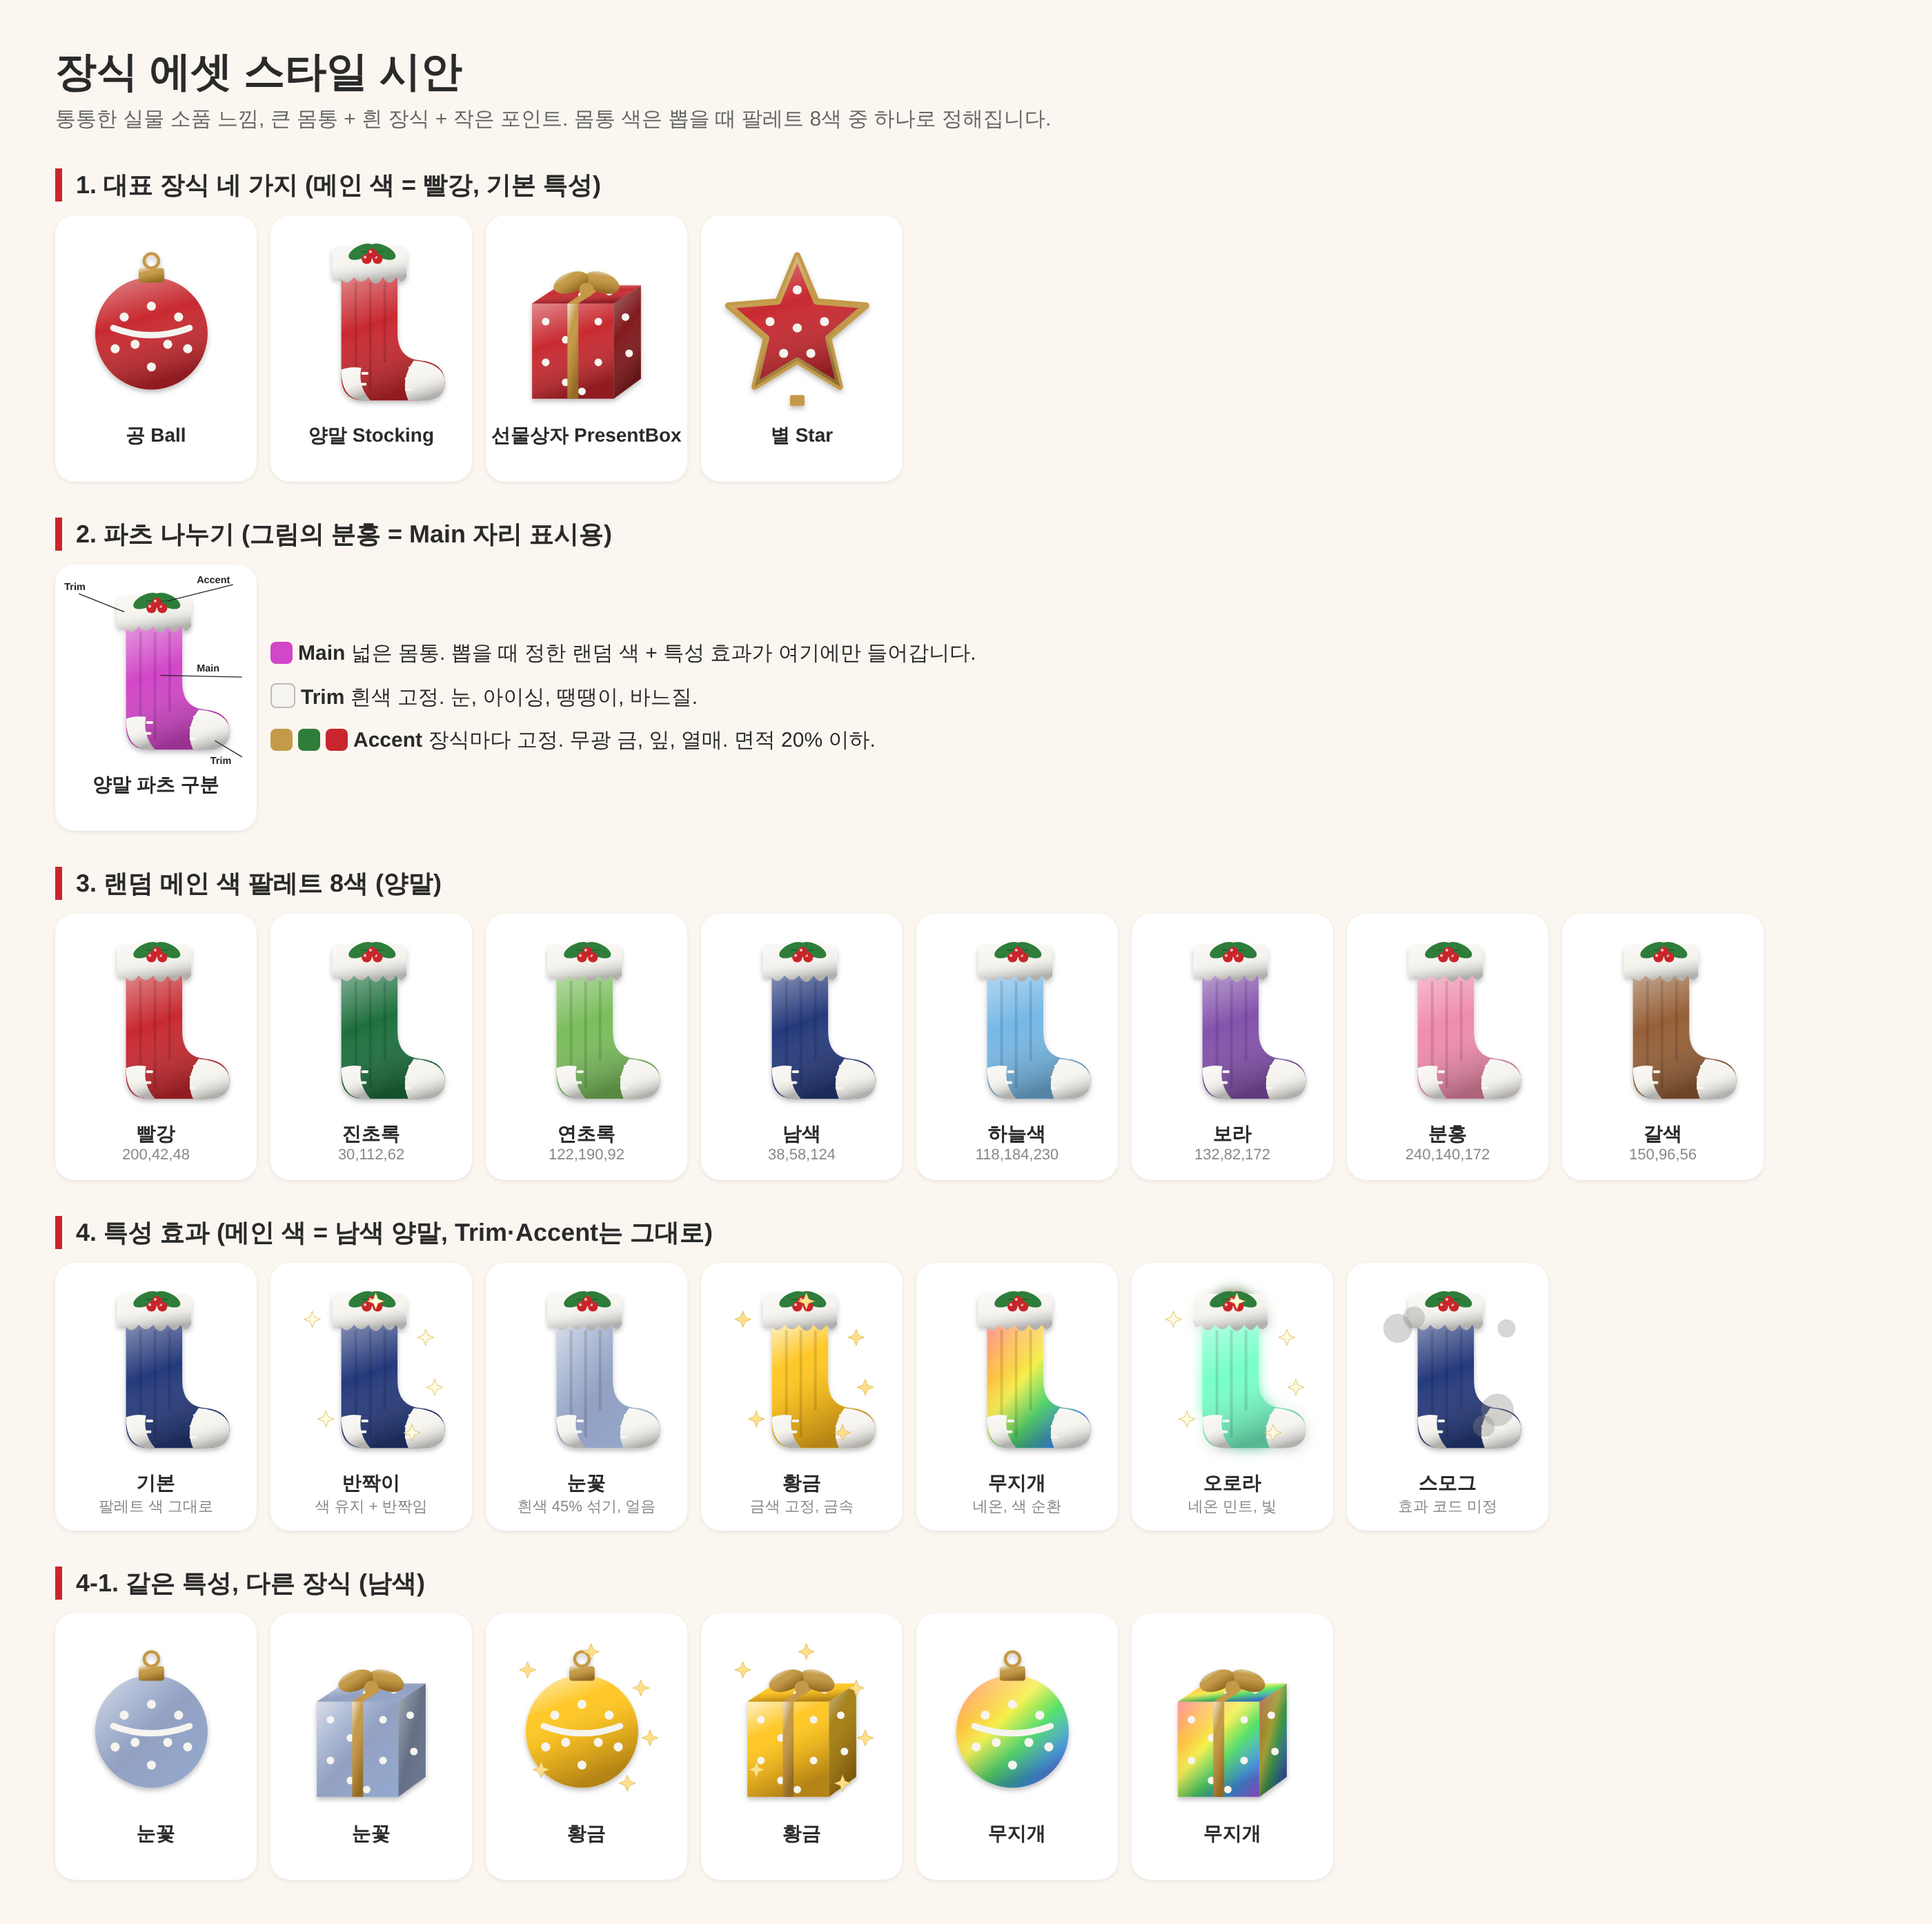 장식 에셋 스타일 시안
통통한 실물 소품 느낌, 큰 몸통 + 흰 장식 + 작은 포인트. 몸통 색은 뽑을 때 팔레트 8색 중 하나로 정해집니다.
1. 대표 장식 네 가지 (메인 색 = 빨강, 기본 특성)
공 Ball
양말 Stocking
선물상자 PresentBox
별 Star
2. 파츠 나누기 (그림의 분홍 = Main 자리 표시용)
Trim
Accent
Main
Trim
양말 파츠 구분
Main 넓은 몸통. 뽑을 때 정한 랜덤 색 + 특성 효과가 여기에만 들어갑니다.
Trim 흰색 고정. 눈, 아이싱, 땡땡이, 바느질.
Accent 장식마다 고정. 무광 금, 잎, 열매. 면적 20% 이하.
3. 랜덤 메인 색 팔레트 8색 (양말)
빨강
200,42,48
진초록
30,112,62
연초록
122,190,92
남색
38,58,124
하늘색
118,184,230
보라
132,82,172
분홍
240,140,172
갈색
150,96,56
4. 특성 효과 (메인 색 = 남색 양말, Trim·Accent는 그대로)
기본
팔레트 색 그대로
반짝이
색 유지 + 반짝임
눈꽃
흰색 45% 섞기, 얼음
황금
금색 고정, 금속
무지개
네온, 색 순환
오로라
네온 민트, 빛
스모그
효과 코드 미정
4-1. 같은 특성, 다른 장식 (남색)
눈꽃
눈꽃
황금
황금
무지개
무지개